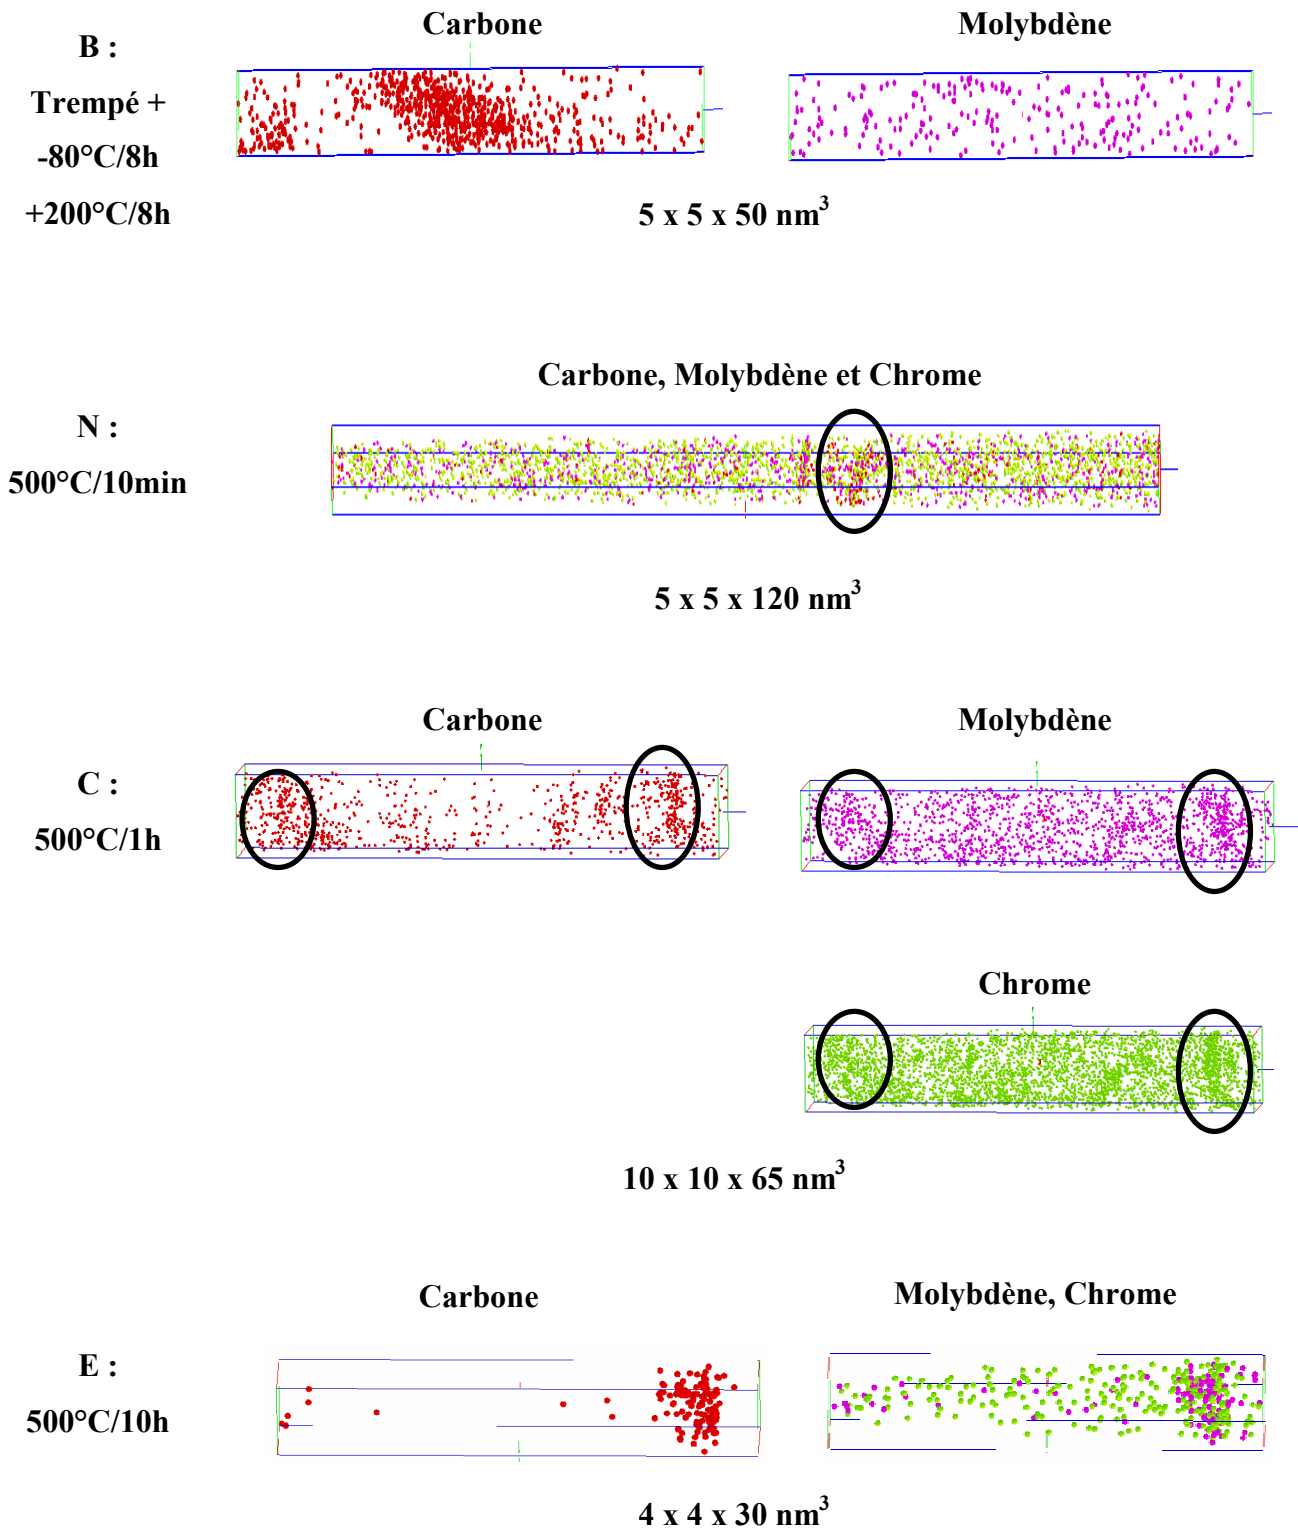 Carbone
Molybdène
B :
Trempé +
-80°C/8h
+200°C/8h
5 x 5 x 50 nm³
Carbone, Molybdène et Chrome
N :
500°C/10min
5 x 5 x 120 nm³
Carbone
Molybdène
C :
500°C/1h
Chrome
10 x 10 x 65 nm³
Carbone
Molybdène, Chrome
E :
500°C/10h
4 x 4 x 30 nm³